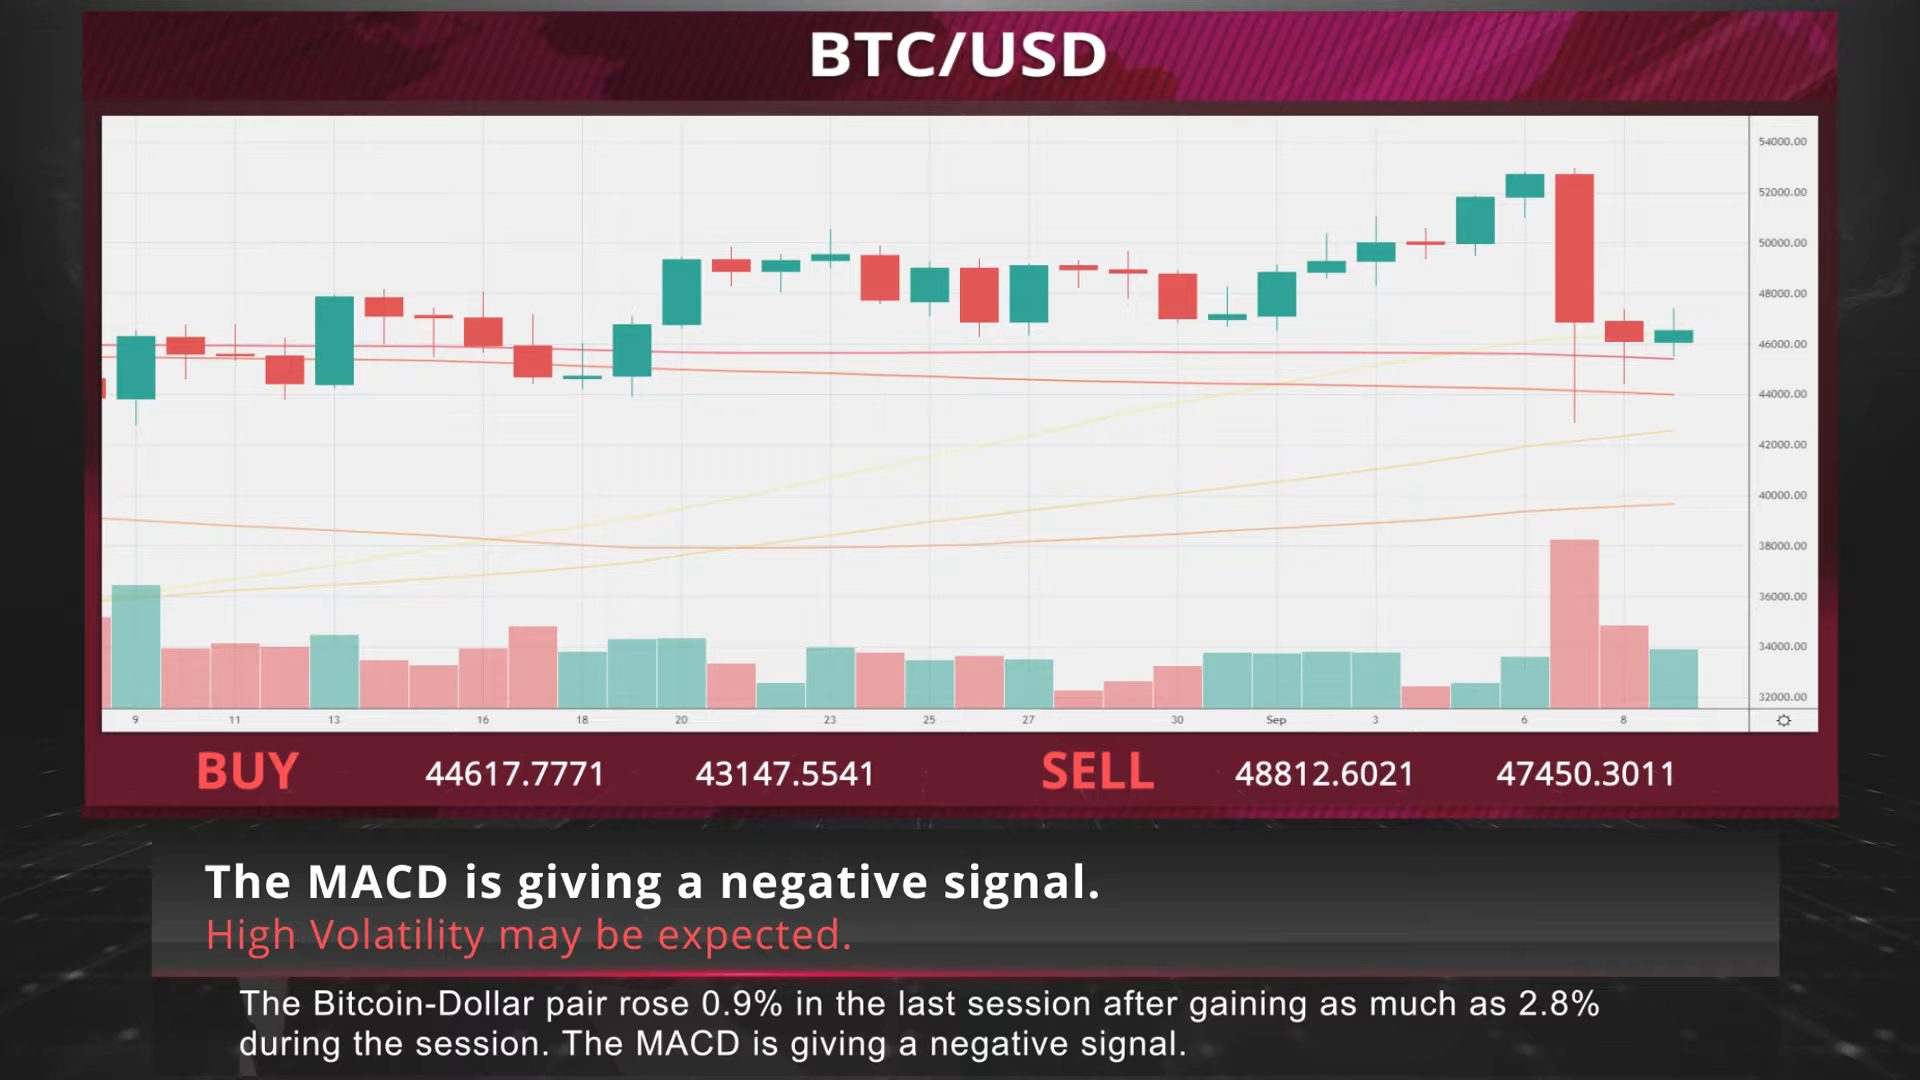 BTC/USD
54000.00
52000.00
50000.00
48000.00
46000.00
44000.00
42000.00
40000.00
38000.00
36000.00
34000.00
32000.00
9 11 13 16 18 20 23 25 27 30 Sep 3 6 8
BUY 44617.7771 43147.5541 SELL 48812.6021 47450.3011
The MACD is giving a negative signal.
High Volatility may be expected.
The Bitcoin-Dollar pair rose 0.9% in the last session after gaining as much as 2.8%
during the session. The MACD is giving a negative signal.